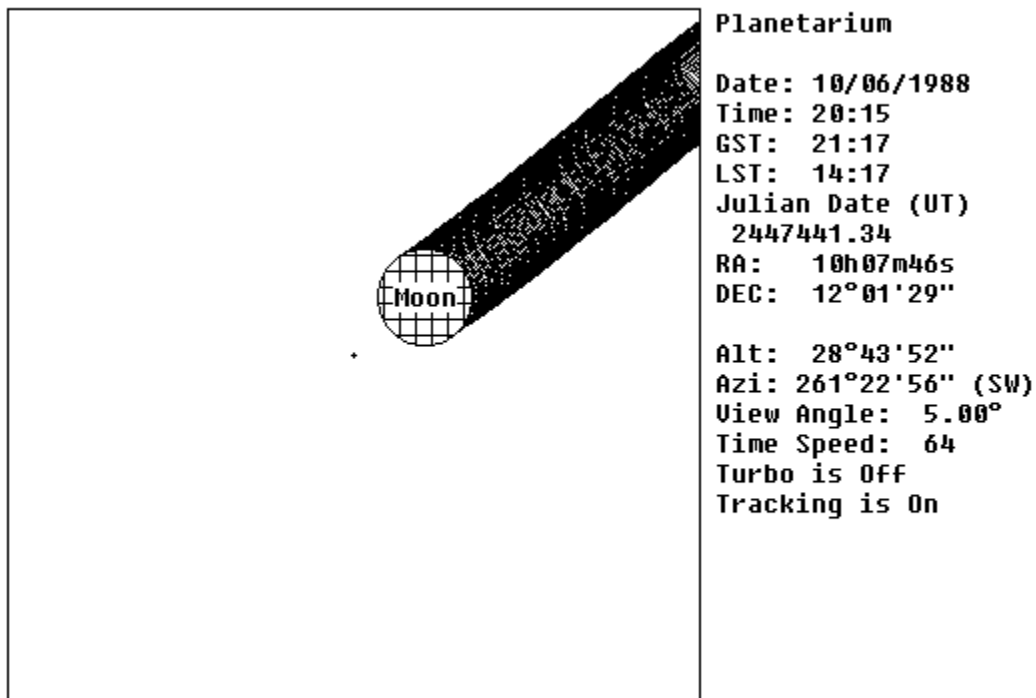 Planetarium
Date: 10/06/1988
Time: 20:15
GST: 21:17
LST: 14:17
Julian Date (UT)
2447441.34
RA: 10h07m46s
DEC: 12°01'29"
Moon
Alt: 28°43'52"
Azi: 261°22'56" (SW)
View Angle: 5.00°
Time Speed: 64
Turbo is Off
Tracking is On